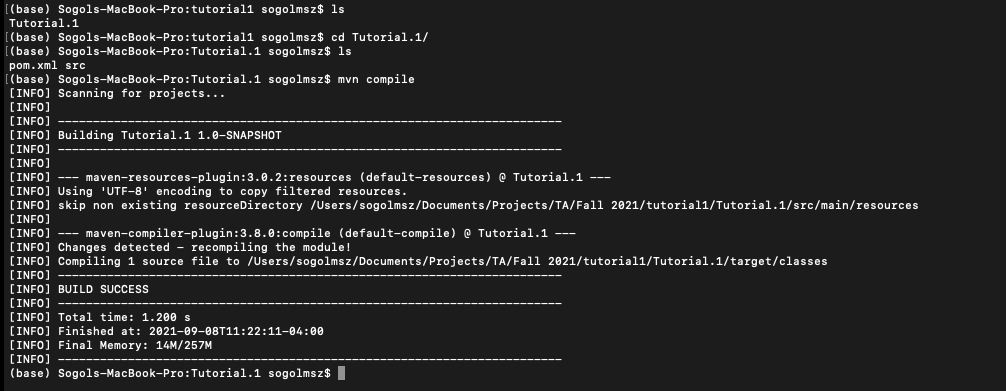 [(base) Sogols-MacBook-Pro:tutorial1 sogolmsz$ ls
Tutorial.1
[(base) Sogols-MacBook-Pro:tutorial1 sogolmsz$ cd Tutorial.1/
[(base) Sogols-MacBook-Pro:Tutorial.1 sogolmsz$ ls
pom.xml src
[(base) Sogols-MacBook-Pro:Tutorial.1 sogolmsz$ mvn compile
[INFO] Scanning for projects...
[INFO]
[INFO] ------------------------------------------------------------------------
[INFO] Building Tutorial.1 1.0-SNAPSHOT
[INFO] ------------------------------------------------------------------------
[INFO]
[INFO] --- maven-resources-plugin:3.0.2:resources (default-resources) @ Tutorial.1 ---
[INFO] Using 'UTF-8' encoding to copy filtered resources.
[INFO] skip non existing resourceDirectory /Users/sogolmsz/Documents/Projects/TA/Fall 2021/tutorial1/Tutorial.1/src/main/resources
[INFO]
[INFO] --- maven-compiler-plugin:3.8.0:compile (default-compile) @ Tutorial.1 ---
[INFO] Changes detected - recompiling the module!
[INFO] Compiling 1 source file to /Users/sogolmsz/Documents/Projects/TA/Fall 2021/tutorial1/Tutorial.1/target/classes
[INFO] ------------------------------------------------------------------------
[INFO] BUILD SUCCESS
[INFO] ------------------------------------------------------------------------
[INFO] Total time: 1.200 s
[INFO] Finished at: 2021-09-08T11:22:11-04:00
[INFO] Final Memory: 14M/257M
[INFO] ------------------------------------------------------------------------
(base) Sogols-MacBook-Pro:Tutorial.1 sogolmsz$